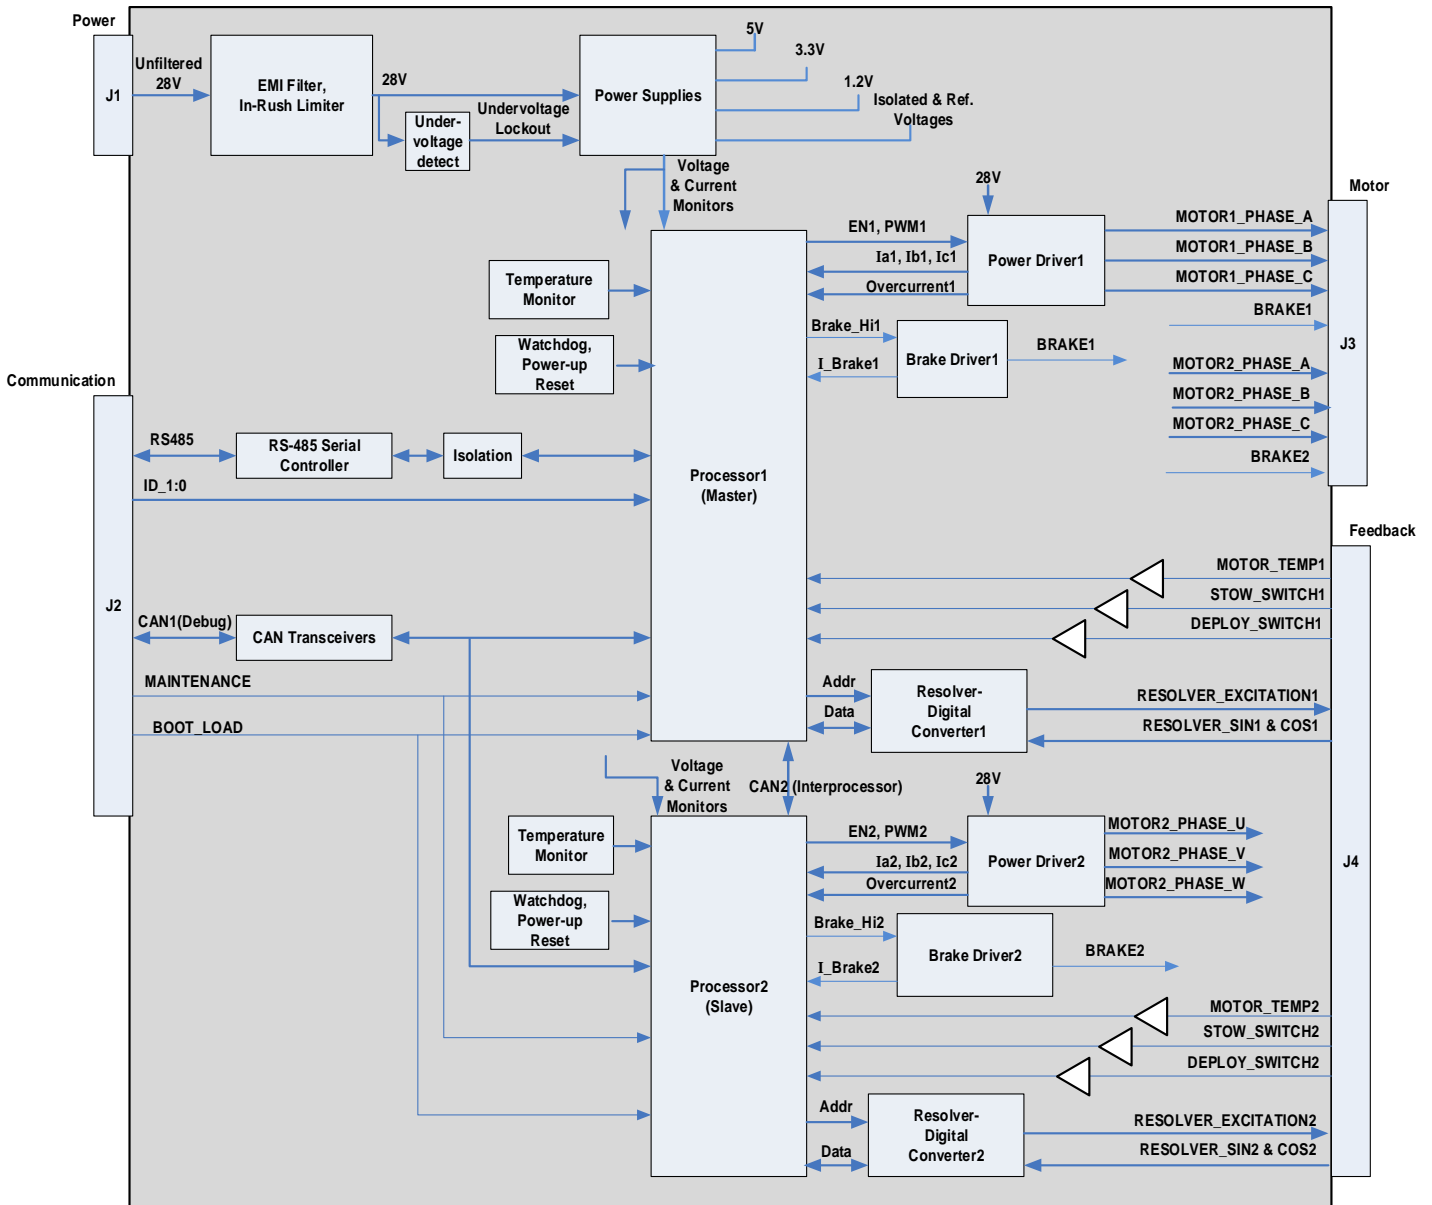 Power
J1
Unfiltered
28V
EMI Filter,
In-Rush Limiter
28V
Under-
voltage
detect
Undervoltage
Lockout
Power Supplies
5V
3.3V
1.2V
Isolated & Ref.
Voltages
Voltage
& Current
Monitors
Temperature
Monitor
Watchdog,
Power-up
Reset
Communication
J2
RS485
RS-485 Serial
Controller
Isolation
ID_1:0
CAN1(Debug)
CAN Transceivers
MAINTENANCE
BOOT_LOAD
Processor1
(Master)
EN1, PWM1
Ia1, Ib1, Ic1
Overcurrent1
28V
Power Driver1
MOTOR1_PHASE_A
MOTOR1_PHASE_B
MOTOR1_PHASE_C
Brake_Hi1
I_Brake1
Brake Driver1
BRAKE1
Motor
J3
BRAKE1
MOTOR2_PHASE_A
MOTOR2_PHASE_B
MOTOR2_PHASE_C
BRAKE2
Feedback
J4
MOTOR_TEMP1
STOW_SWITCH1
DEPLOY_SWITCH1
Addr
Data
Resolver-
Digital
Converter1
RESOLVER_EXCITATION1
RESOLVER_SIN1 & COS1
Voltage
& Current
Monitors
CAN2 (Interprocessor)
Temperature
Monitor
Watchdog,
Power-up
Reset
Processor2
(Slave)
EN2, PWM2
Ia2, Ib2, Ic2
Overcurrent2
28V
Power Driver2
MOTOR2_PHASE_U
MOTOR2_PHASE_V
MOTOR2_PHASE_W
Brake_Hi2
I_Brake2
Brake Driver2
BRAKE2
MOTOR_TEMP2
STOW_SWITCH2
DEPLOY_SWITCH2
Addr
Data
Resolver-
Digital
Converter2
RESOLVER_EXCITATION2
RESOLVER_SIN2 & COS2